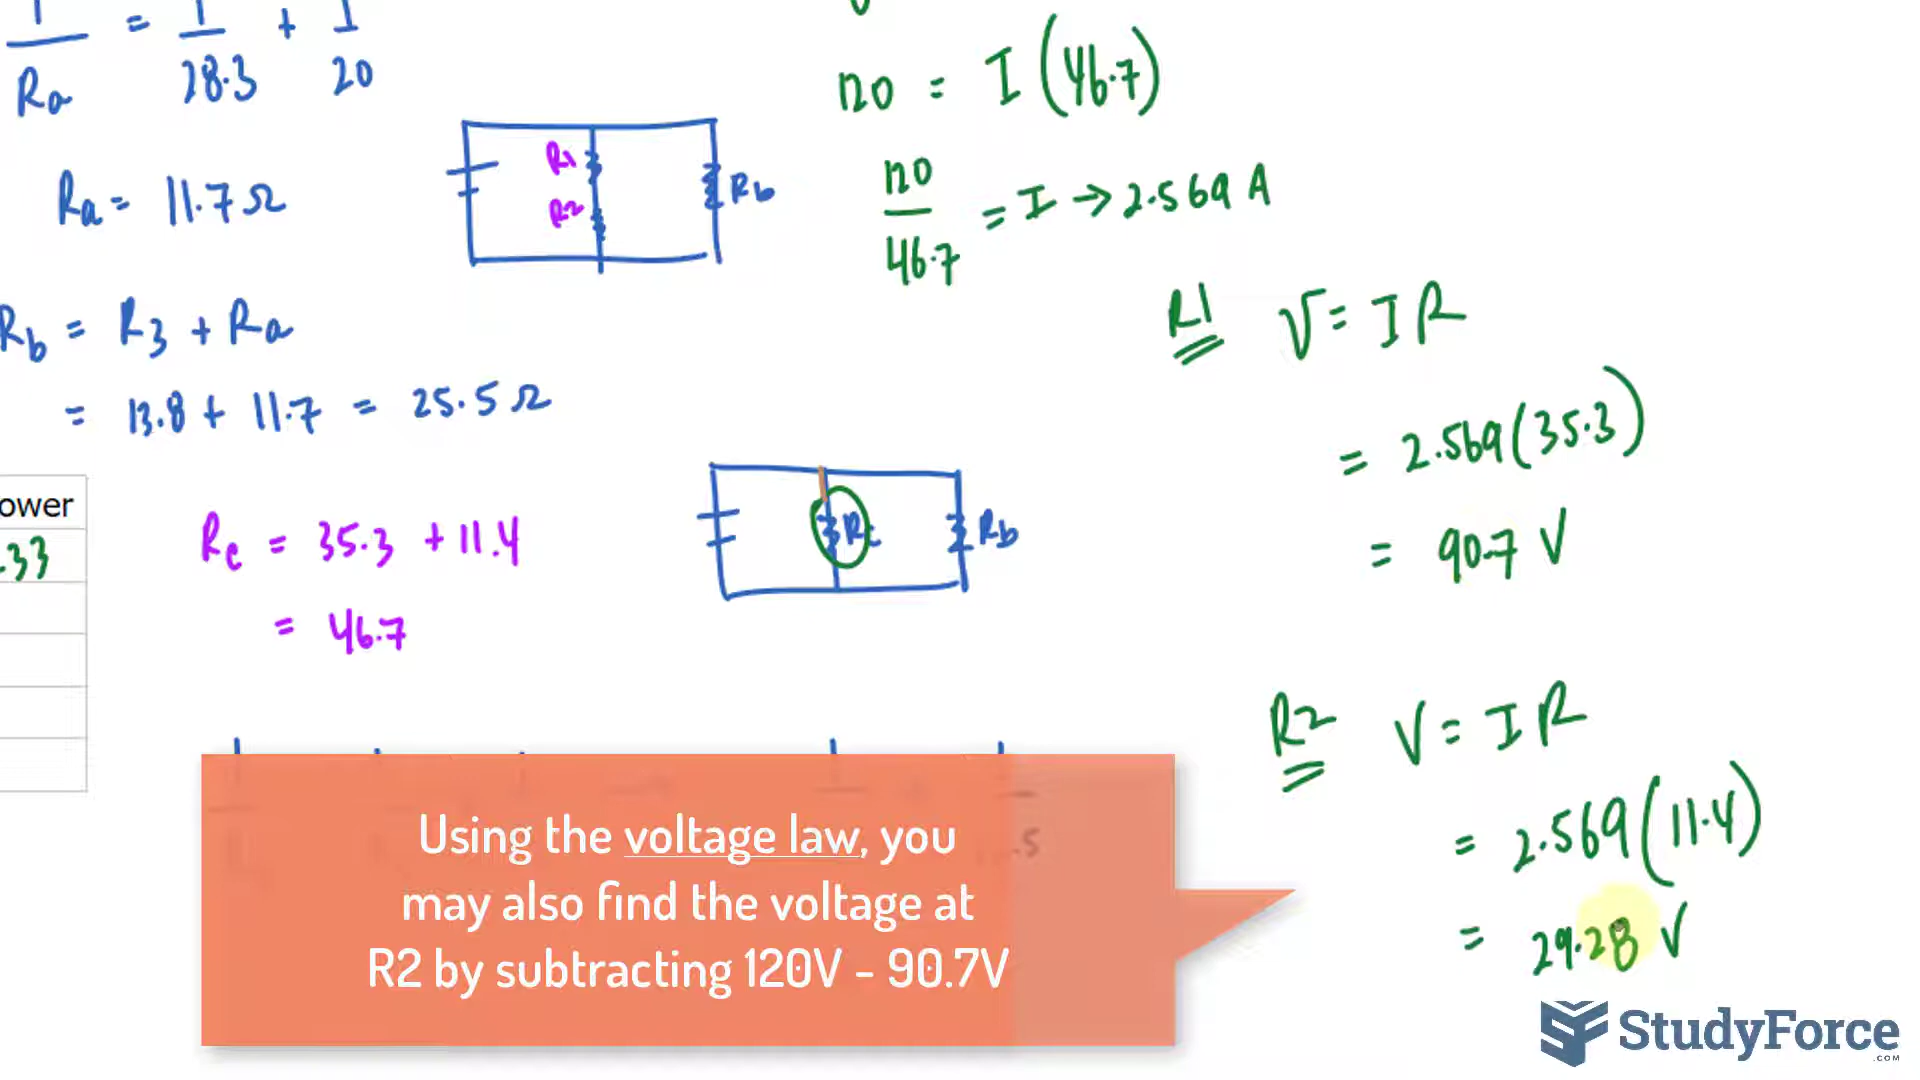 1/Ra = 1/28.3 + 1/20
Ra = 11.7 Ω
Rb = R3 + Ra
= 13.8 + 11.7 = 25.5 Ω
ower
.33
R1
R2
Rb
Rc = 35.3 + 11.4
= 46.7
Rc
Rb
120 = I (46.7)
120/46.7 = I → 2.569 A
R1 V = IR
= 2.569 (35.3)
= 90.7 V
R2 V = IR
= 2.569 (11.4)
= 29.28 V
Using the voltage law, you
may also find the voltage at
R2 by subtracting 120V - 90.7V
StudyForce
.COM